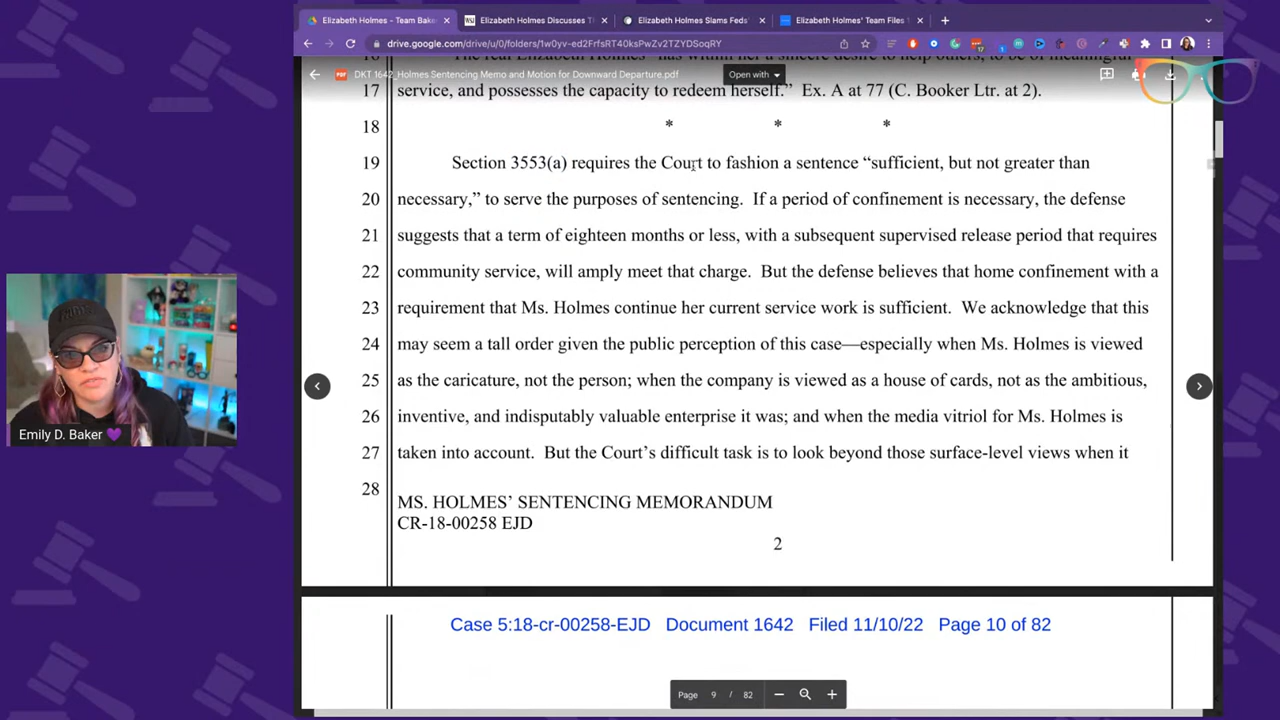 Elizabeth Holmes - Team Bake
Elizabeth Holmes Discusses T
Elizabeth Holmes Slams Feds'
Elizabeth Holmes' Team Files
drive.google.com/drive/u/0/folders/1w0yv-ed2FrfsRT40ksPwZv2TZYDSoqRY
DKT 1642_Holmes Sentencing Memo and Motion for Downward Departure.pdf
Open with
17 service, and possesses the capacity to redeem herself.” Ex. A at 77 (C. Booker Ltr. at 2).
18 * * *
19 Section 3553(a) requires the Court to fashion a sentence “sufficient, but not greater than
20 necessary,” to serve the purposes of sentencing. If a period of confinement is necessary, the defense
21 suggests that a term of eighteen months or less, with a subsequent supervised release period that requires
22 community service, will amply meet that charge. But the defense believes that home confinement with a
23 requirement that Ms. Holmes continue her current service work is sufficient. We acknowledge that this
24 may seem a tall order given the public perception of this case—especially when Ms. Holmes is viewed
25 as the caricature, not the person; when the company is viewed as a house of cards, not as the ambitious,
26 inventive, and indisputably valuable enterprise it was; and when the media vitriol for Ms. Holmes is
27 taken into account. But the Court’s difficult task is to look beyond those surface-level views when it
28
MS. HOLMES’ SENTENCING MEMORANDUM
CR-18-00258 EJD
2
Case 5:18-cr-00258-EJD Document 1642 Filed 11/10/22 Page 10 of 82
Page 9 / 82
Emily D. Baker 💜